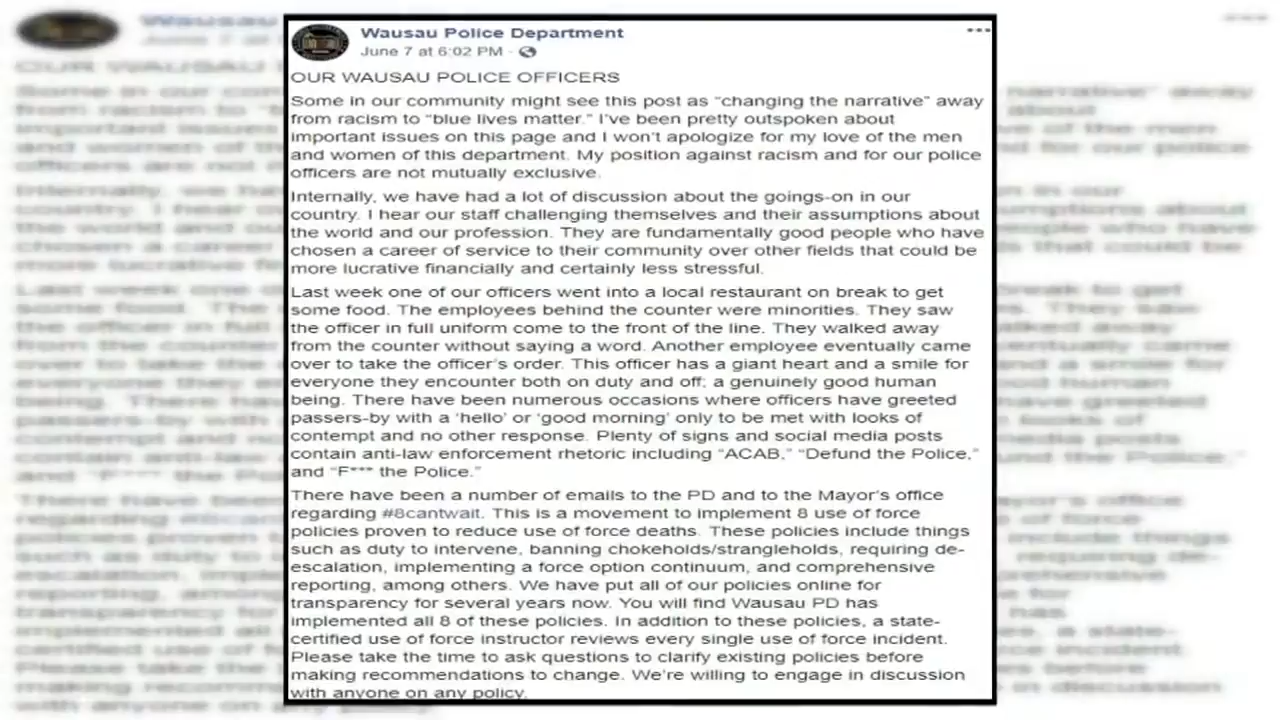 Wausau Police Department
June 7 at 6:02 PM ·
OUR WAUSAU POLICE OFFICERS
Some in our community might see this post as "changing the narrative" away
from racism to "blue lives matter." I've been pretty outspoken about
important issues on this page and I won't apologize for my love of the men
and women of this department. My position against racism and for our police
officers are not mutually exclusive.
Internally, we have had a lot of discussion about the goings-on in our
country. I hear our staff challenging themselves and their assumptions about
the world and our profession. They are fundamentally good people who have
chosen a career of service to their community over other fields that could be
more lucrative financially and certainly less stressful.
Last week one of our officers went into a local restaurant on break to get
some food. The employees behind the counter were minorities. They saw
the officer in full uniform come to the front of the line. They walked away
from the counter without saying a word. Another employee eventually came
over to take the officer's order. This officer has a giant heart and a smile for
everyone they encounter both on duty and off; a genuinely good human
being. There have been numerous occasions where officers have greeted
passers-by with a 'hello' or 'good morning' only to be met with looks of
contempt and no other response. Plenty of signs and social media posts
contain anti-law enforcement rhetoric including "ACAB," "Defund the Police,"
and "F*** the Police."
There have been a number of emails to the PD and to the Mayor's office
regarding #8cantwait. This is a movement to implement 8 use of force
policies proven to reduce use of force deaths. These policies include things
such as duty to intervene, banning chokeholds/strangleholds, requiring de-
escalation, implementing a force option continuum, and comprehensive
reporting, among others. We have put all of our policies online for
transparency for several years now. You will find Wausau PD has
implemented all 8 of these policies. In addition to these policies, a state-
certified use of force instructor reviews every single use of force incident.
Please take the time to ask questions to clarify existing policies before
making recommendations to change. We're willing to engage in discussion
with anyone on any policy.